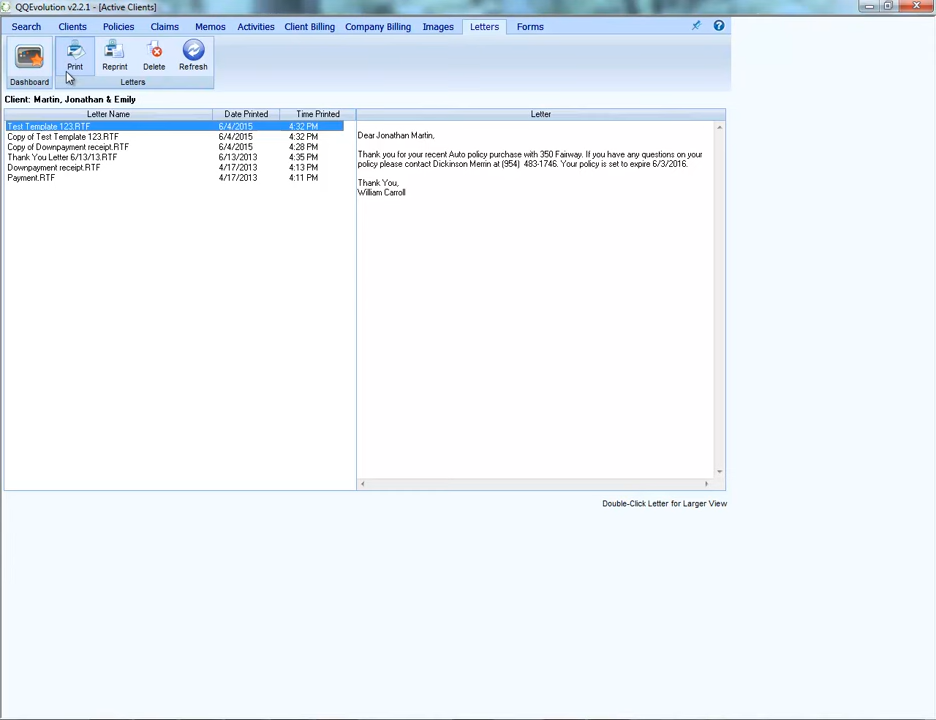 QQEvolution v2.2.1 - [Active Clients]
Search Clients Policies Claims Memos Activities Client Billing Company Billing Images Letters Forms
Dashboard Print Reprint Delete Refresh
Letters
Client: Martin, Jonathan & Emily
Letter Name Date Printed Time Printed Letter
Test Template 123.RTF 6/4/2015 4:32 PM
Copy of Test Template 123.RTF 6/4/2015 4:32 PM
Copy of Downpayment receipt.RTF 6/4/2015 4:28 PM
Thank You Letter 6/13/13.RTF 6/13/2013 4:35 PM
Downpayment receipt.RTF 4/17/2013 4:13 PM
Payment.RTF 4/17/2013 4:11 PM
Dear Jonathan Martin,
Thank you for your recent Auto policy purchase with 350 Fairway. If you have any questions on your
policy please contact Dickinson Merrin at (954) 483-1746. Your policy is set to expire 6/3/2016.
Thank You,
William Carroll
Double-Click Letter for Larger View